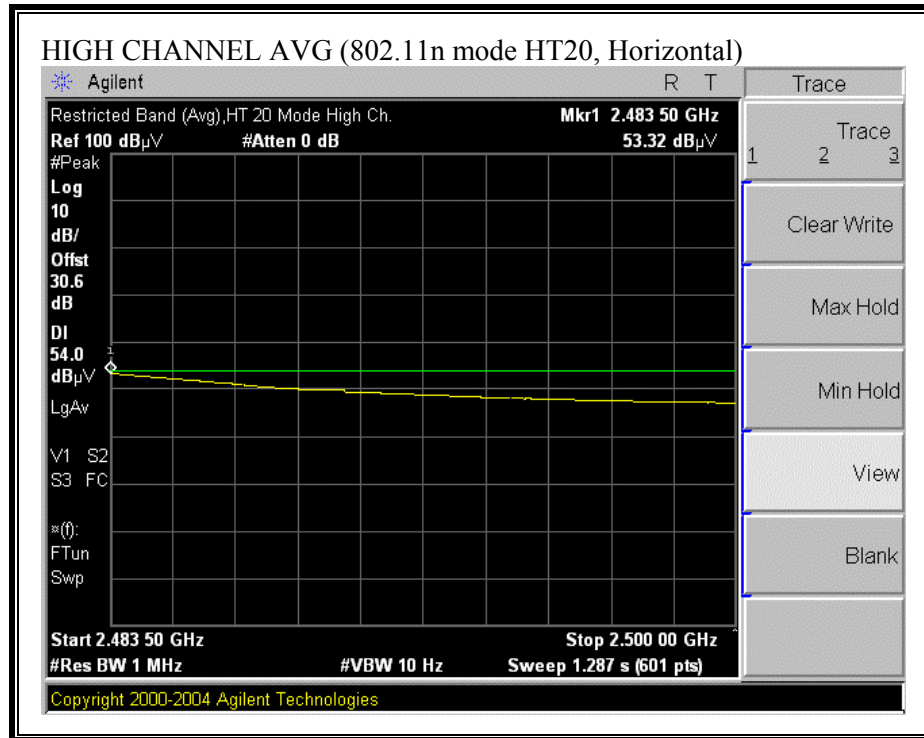 HIGH CHANNEL AVG (802.11n mode HT20, Horizontal)
Agilent R T Trace
Restricted Band (Avg),HT 20 Mode High Ch. Mkr1 2.483 50 GHz
Ref 100 dBµV #Atten 0 dB 53.32 dBµV
#Peak
Log
10
dB/
Offst
30.6
dB
DI
54.0
dBµV
LgAv
V1 S2
S3 FC
¤(f):
FTun
Swp
1
Start 2.483 50 GHz Stop 2.500 00 GHz
#Res BW 1 MHz #VBW 10 Hz Sweep 1.287 s (601 pts)
Trace
1 2 3
Clear Write
Max Hold
Min Hold
View
Blank
Copyright 2000-2004 Agilent Technologies